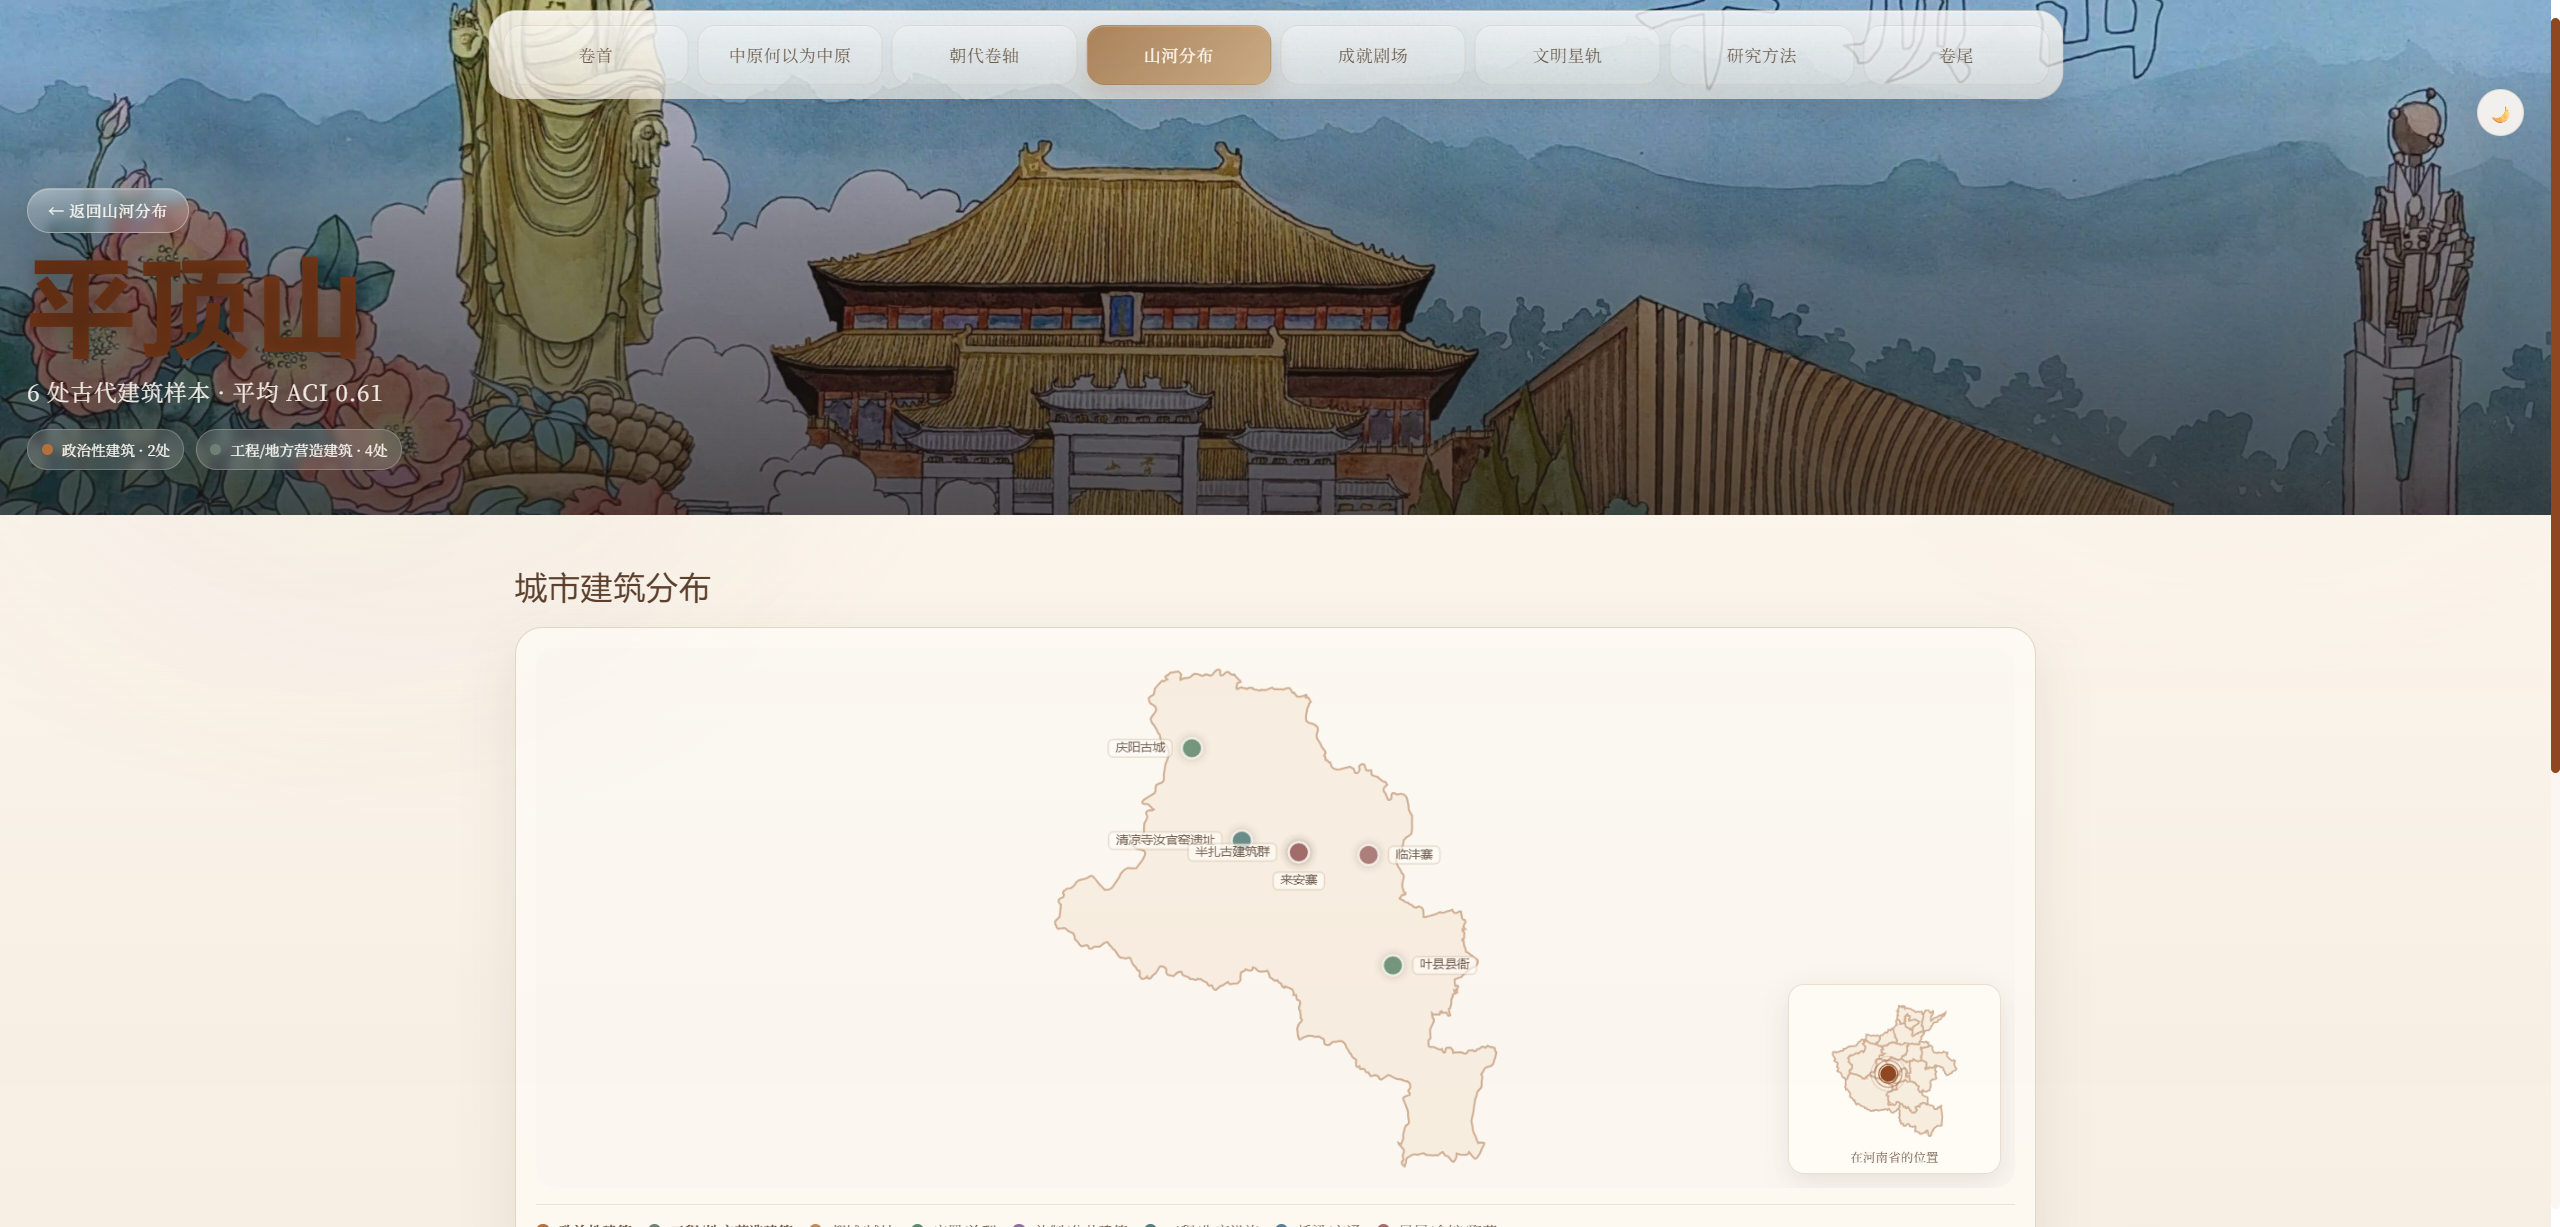 卷首
中原何以为中原
朝代卷轴
山河分布
成就剧场
文明星轨
研究方法
卷尾
← 返回山河分布
平顶山
6 处古代建筑样本 · 平均 ACI 0.61
政治性建筑 · 2处
工程/地方营造建筑 · 4处
城市建筑分布
庆阳古城
清凉寺汝官窑遗址
半扎古建筑群
临沣寨
来安寨
叶县县衙
在河南省的位置